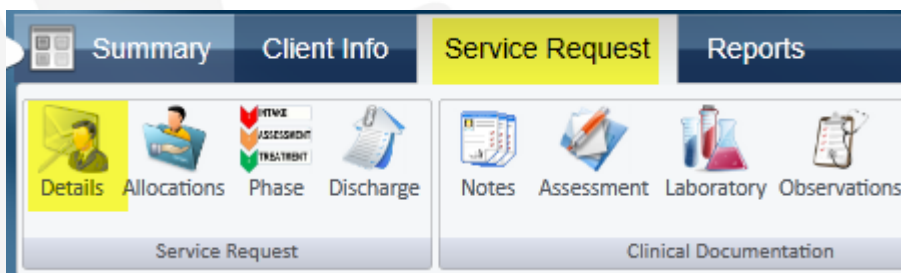 Summary Client Info Service Request Reports
INTAKE
ASSESSMENT
TREATMENT
Details Allocations Phase Discharge Notes Assessment Laboratory Observations
Service Request Clinical Documentation